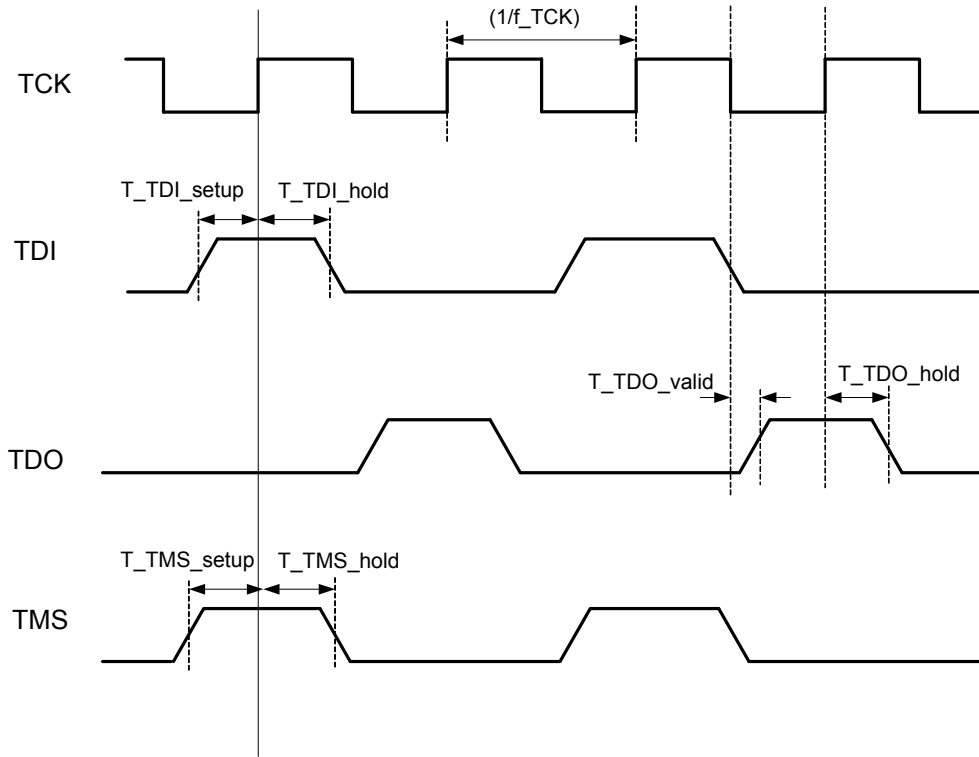 (1/f_TCK)
TCK
T_TDI_setup
T_TDI_hold
TDI
T_TDO_valid
T_TDO_hold
TDO
T_TMS_setup
T_TMS_hold
TMS